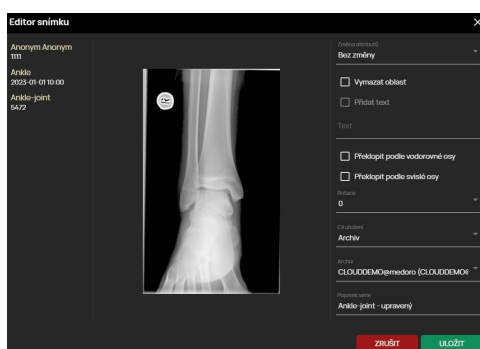 Editor snímku
Anonym Anonym
1111
Ankle
2023-01-01 10:00
Ankle-joint
5472
R
Změna atributů
Bez změny
Vymazat oblast
Přidat text
Text
Překlopit podle vodorovné osy
Překlopit podle svislé osy
Rotace
0
Cíl uložení
Archiv
Archiv
CLOUDDEMO@medoro (CLOUDDEMO
Popisek série
Ankle-joint - upravený
ZRUŠIT
ULOŽIT